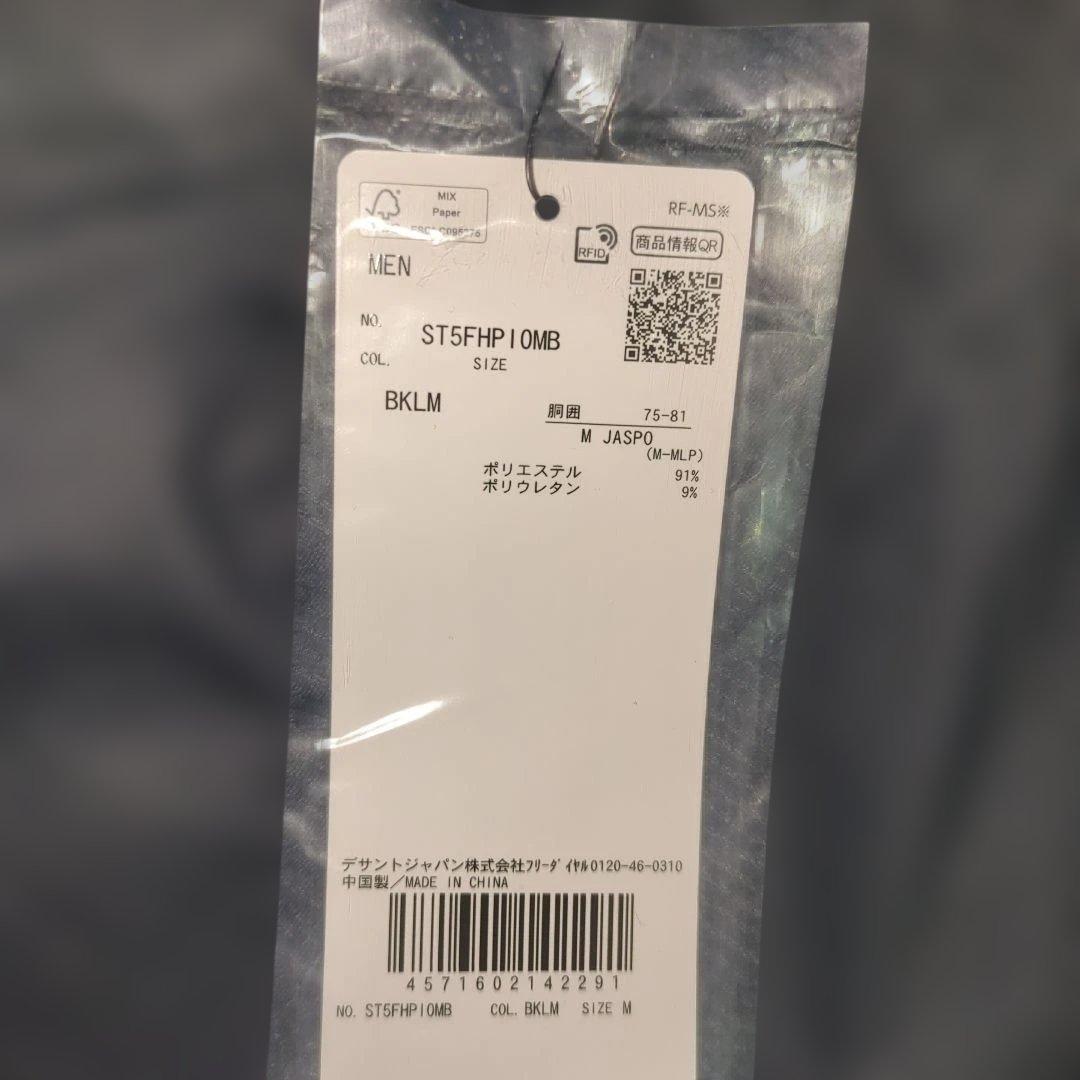 MIX
Paper
RF-MS※
RFID
商品情報QR
MEN
NO.
ST5FHPI0MB
COL.
SIZE
BKLM
胴囲 75-81
M JASPO
(M-MLP)
ポリエステル 91%
ポリウレタン 9%
デサントジャパン株式会社ﾌﾘｰﾀﾞｲﾔﾙ0120-46-0310
中国製/MADE IN CHINA
4571602142291
NO. ST5FHPI0MB COL. BKLM SIZE M